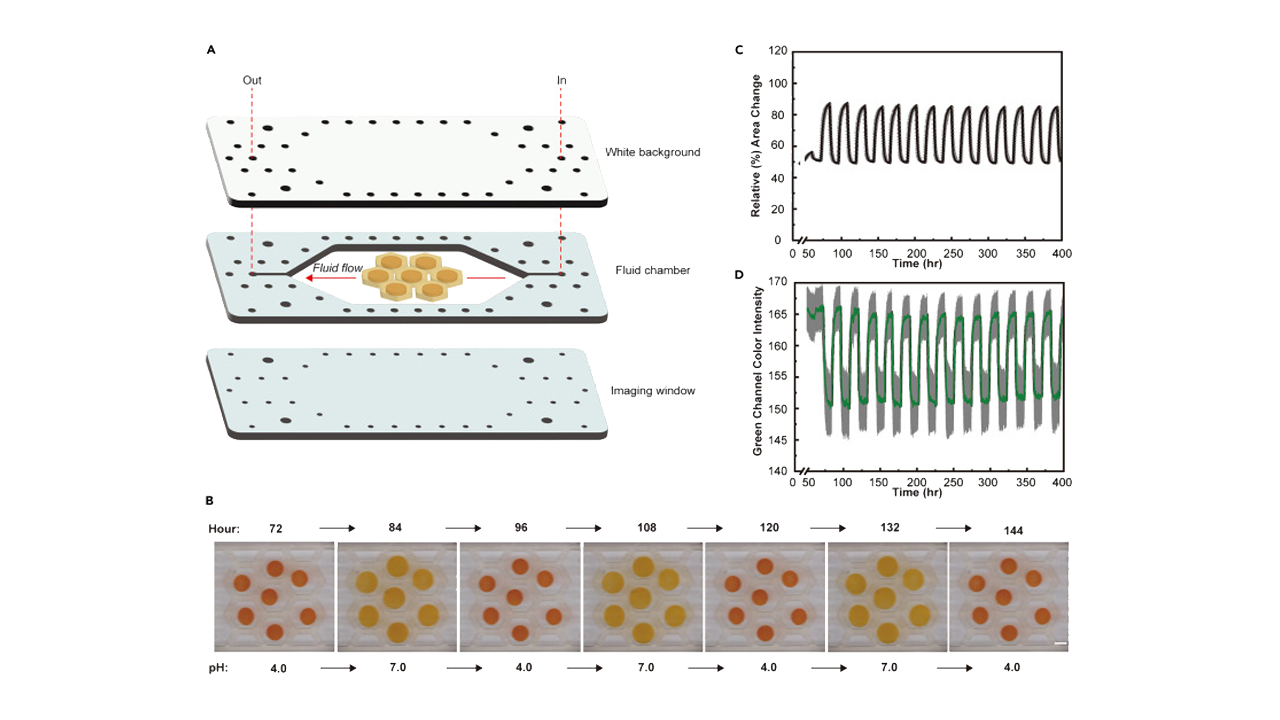 A
Out
In
White background
Fluid flow
Fluid chamber
Imaging window
C
Relative (%) Area Change
120
100
80
60
40
20
0
0 50 100 150 200 250 300 350 400
Time (hr)
D
Green Channel Color Intensity
170
165
160
155
150
145
140
0 50 100 150 200 250 300 350 400
Time (hr)
B
Hour: 72 84 96 108 120 132 144
pH: 4.0 7.0 4.0 7.0 4.0 7.0 4.0